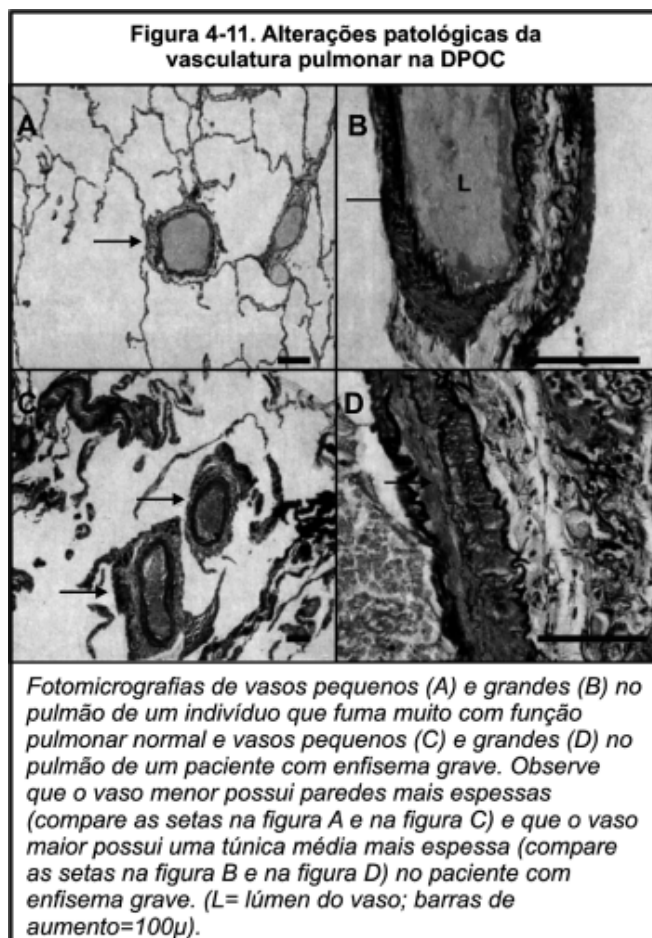 Figura 4-11. Alterações patológicas da
vasculatura pulmonar na DPOC
A
B
L
C
D
Fotomicrografias de vasos pequenos (A) e grandes (B) no
pulmão de um indivíduo que fuma muito com função
pulmonar normal e vasos pequenos (C) e grandes (D) no
pulmão de um paciente com enfisema grave. Observe
que o vaso menor possui paredes mais espessas
(compare as setas na figura A e na figura C) e que o vaso
maior possui uma túnica média mais espessa (compare
as setas na figura B e na figura D) no paciente com
enfisema grave. (L= lúmen do vaso; barras de
aumento=100µ).